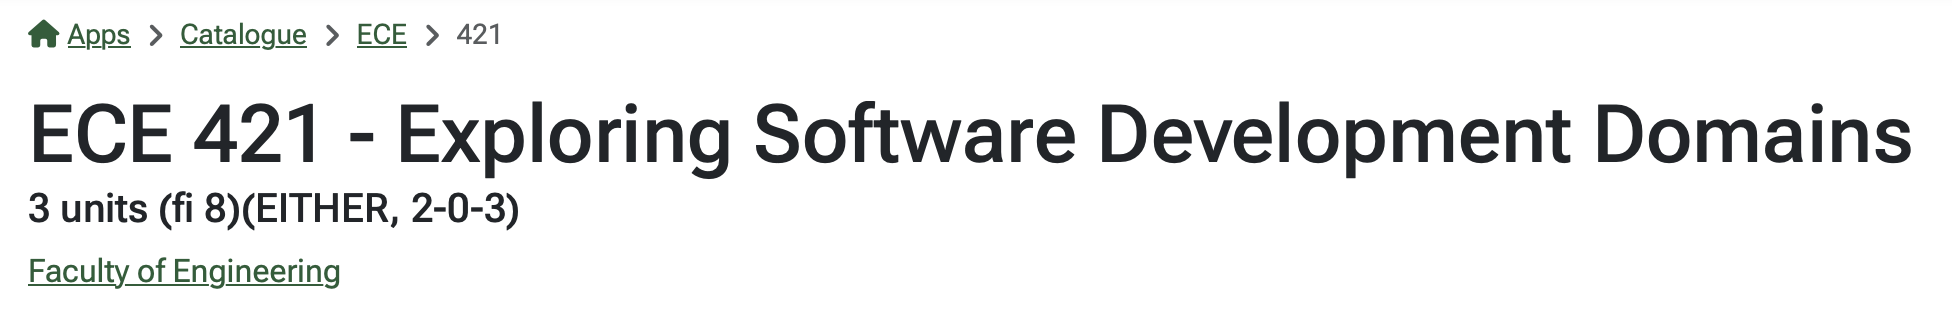 Apps > Catalogue > ECE > 421
ECE 421 - Exploring Software Development Domains
3 units (fi 8)(EITHER, 2-0-3)
Faculty of Engineering